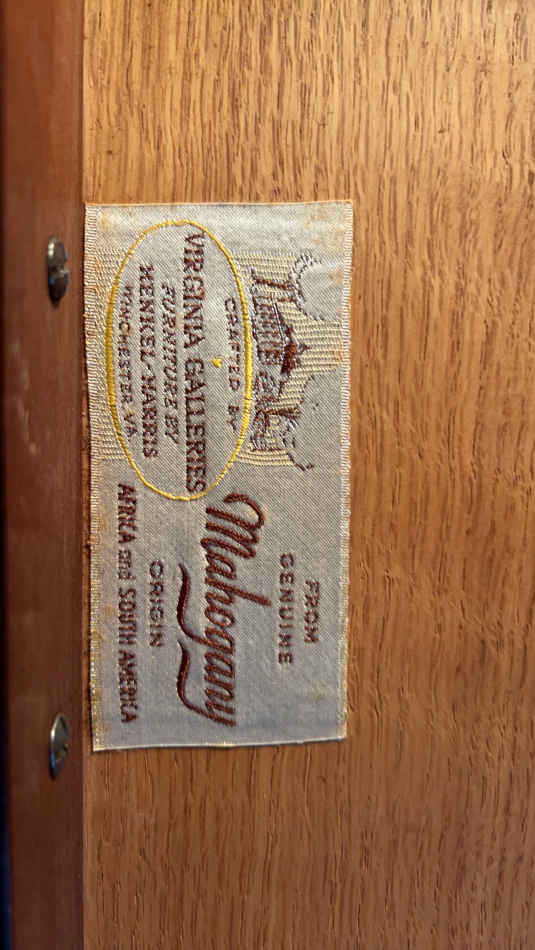 CRAFTED BY
VIRGINIA GALLERIES
FURNITURE BY
HENKEL-HARRIS
WINCHESTER, VA.
FROM
GENUINE
Mahogany
ORIGIN
AFRICA and SOUTH AMERICA